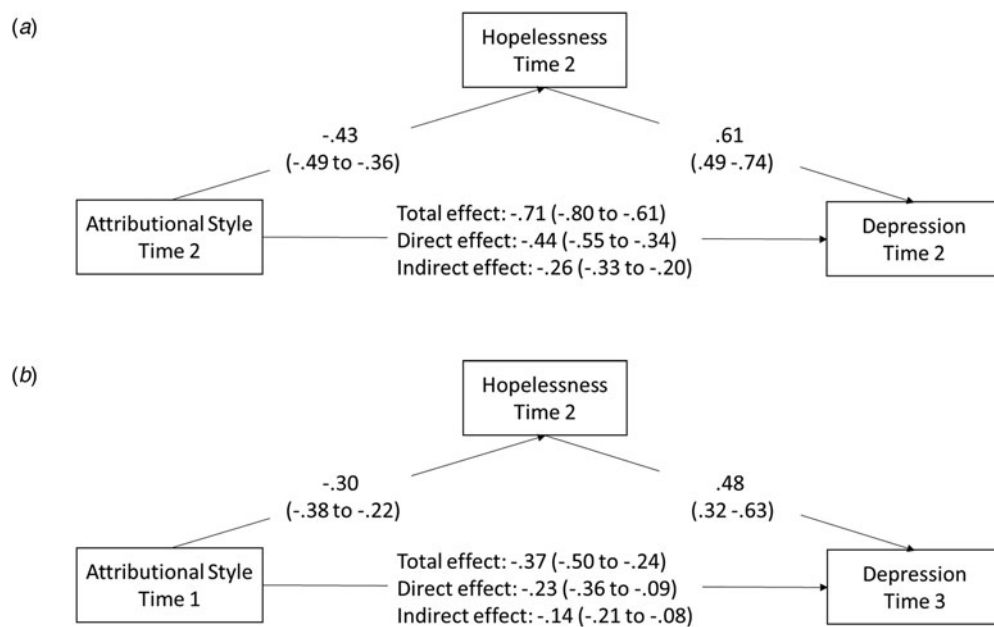 (a)
Hopelessness
Time 2
-.43
(-.49 to -.36)
.61
(.49 -.74)
Attributional Style
Time 2
Total effect: -.71 (-.80 to -.61)
Direct effect: -.44 (-.55 to -.34)
Indirect effect: -.26 (-.33 to -.20)
Depression
Time 2
(b)
Hopelessness
Time 2
-.30
(-.38 to -.22)
.48
(.32 -.63)
Attributional Style
Time 1
Total effect: -.37 (-.50 to -.24)
Direct effect: -.23 (-.36 to -.09)
Indirect effect: -.14 (-.21 to -.08)
Depression
Time 3